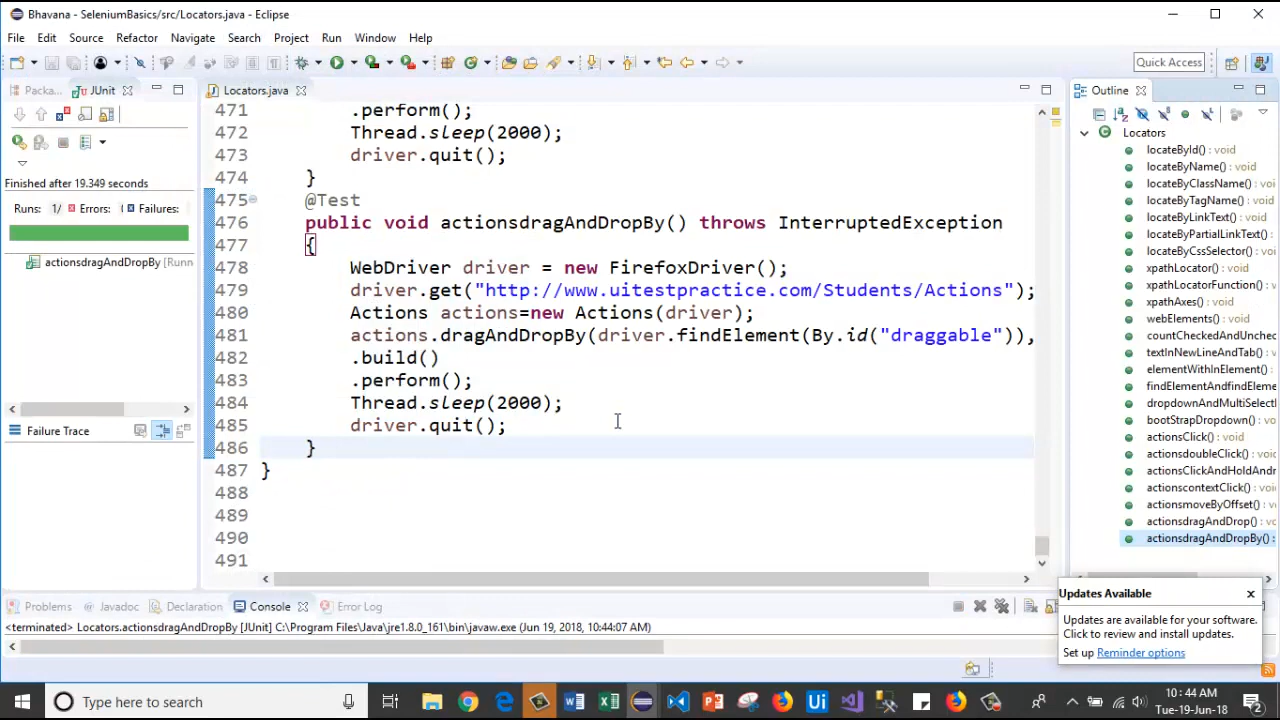 Bhavana - SeleniumBasics/src/Locators.java - Eclipse
File Edit Source Refactor Navigate Search Project Run Window Help
Quick Access
Packa... JUnit
Locators.java
Outline
Finished after 19.349 seconds
Runs: 1/ Errors: 0 Failures:
actionsdragAndDropBy [Runn
Failure Trace
471 .perform();
472 Thread.sleep(2000);
473 driver.quit();
474 }
475 @Test
476 public void actionsdragAndDropBy() throws InterruptedException
477 {
478 WebDriver driver = new FirefoxDriver();
479 driver.get("http://www.uitestpractice.com/Students/Actions");
480 Actions actions=new Actions(driver);
481 actions.dragAndDropBy(driver.findElement(By.id("draggable")),
482 .build()
483 .perform();
484 Thread.sleep(2000);
485 driver.quit();
486 }
487 }
488
489
490
491
Locators
locateById() : void
locateByName() : void
locateByClassName() : void
locateByTagName() : void
locateByLinkText() : void
locateByPartialLinkText() : void
locateByCssSelector() : void
xpathLocator() : void
xpathLocatorFunction() : void
xpathAxes() : void
webElements() : void
countCheckedAndUnchec
textInNewLineAndTab() : void
elementWithInElement() : void
findElementAndfindEleme
dropdownAndMultiSelect
bootStrapDropdown() : void
actionsClick() : void
actionsdoubleClick() : void
actionsClickAndHoldAndr
actionscontextClick() : void
actionsmoveByOffset() : void
actionsdragAndDrop() : void
actionsdragAndDropBy() :
Problems Javadoc Declaration Console Error Log
<terminated> Locators.actionsdragAndDropBy [JUnit] C:\Program Files\Java\jre1.8.0_161\bin\javaw.exe (Jun 19, 2018, 10:44:07 AM)
Updates Available
Updates are available for your software.
Click to review and install updates.
Set up Reminder options
Type here to search
Ui
10:44 AM
Tue-19-Jun-18
2